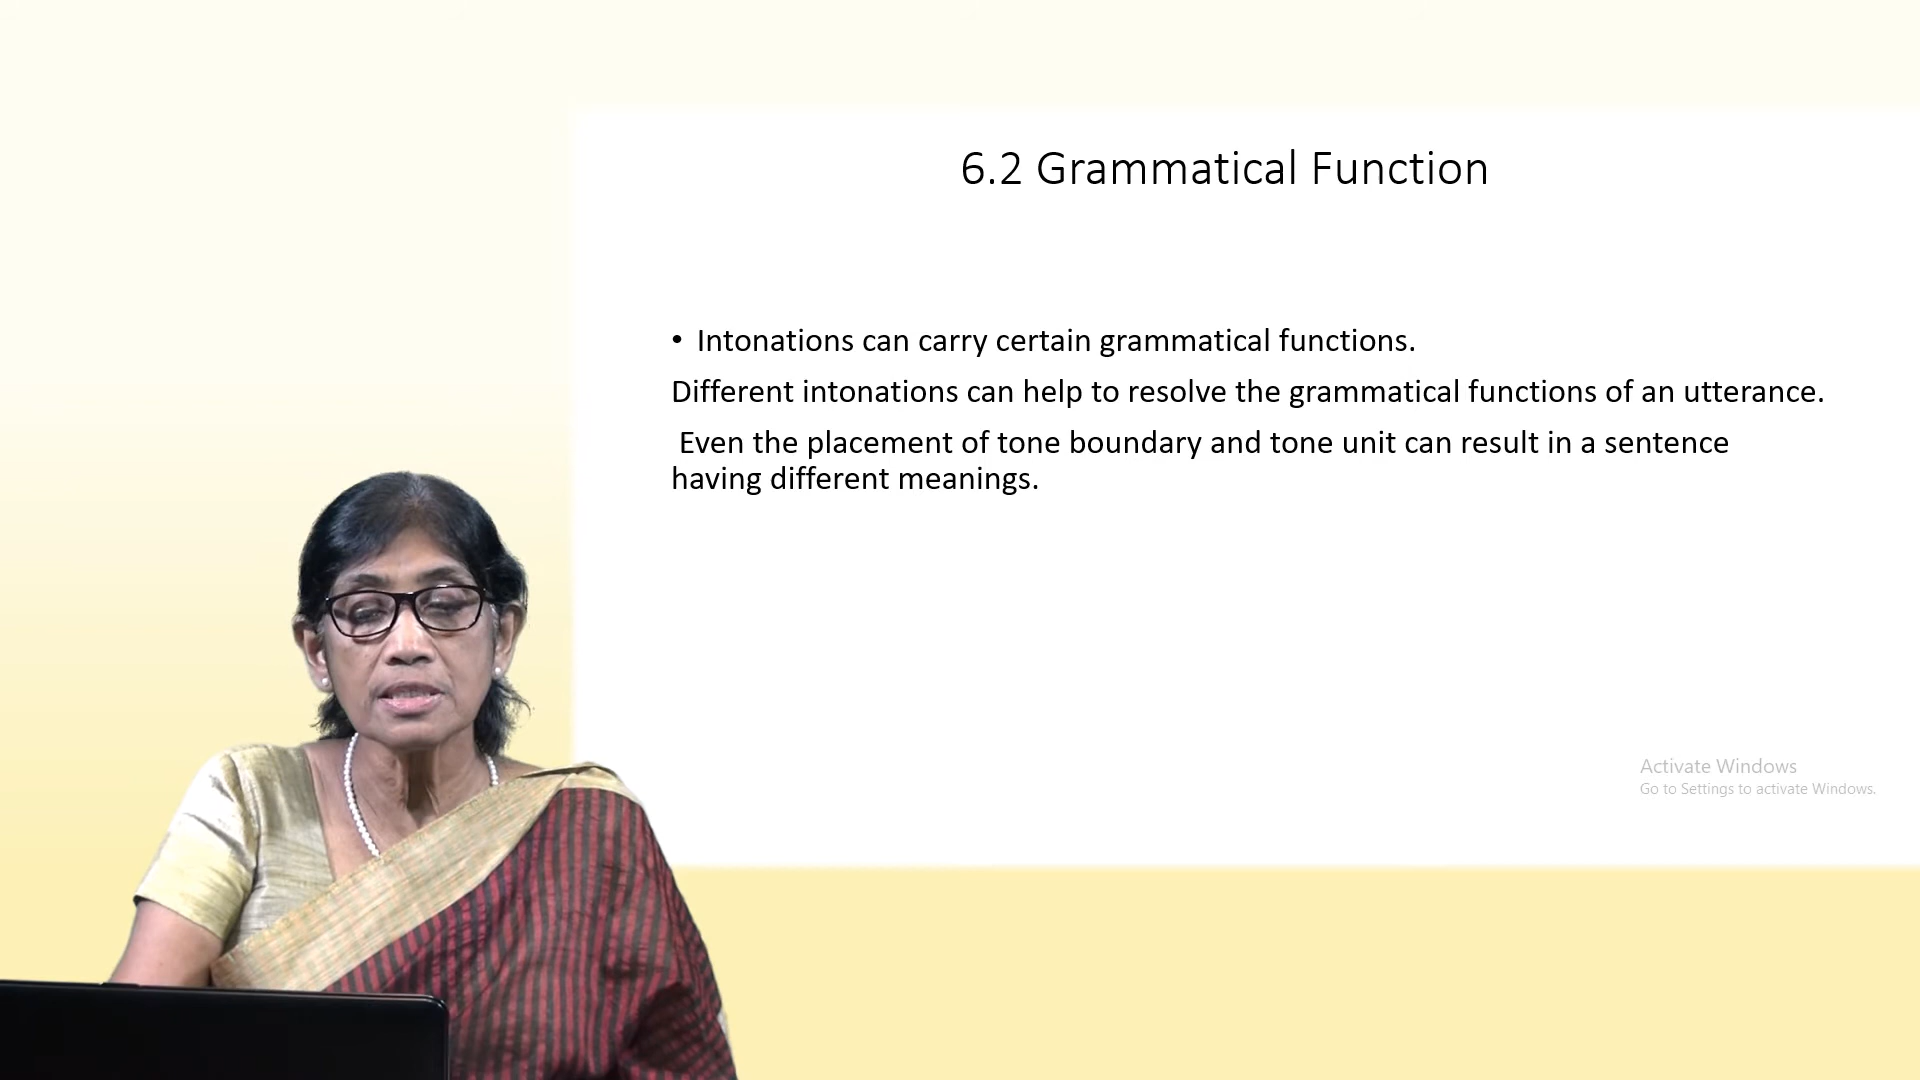 6.2 Grammatical Function
• Intonations can carry certain grammatical functions.
Different intonations can help to resolve the grammatical functions of an utterance.
Even the placement of tone boundary and tone unit can result in a sentence
having different meanings.
Activate Windows
Go to Settings to activate Windows.